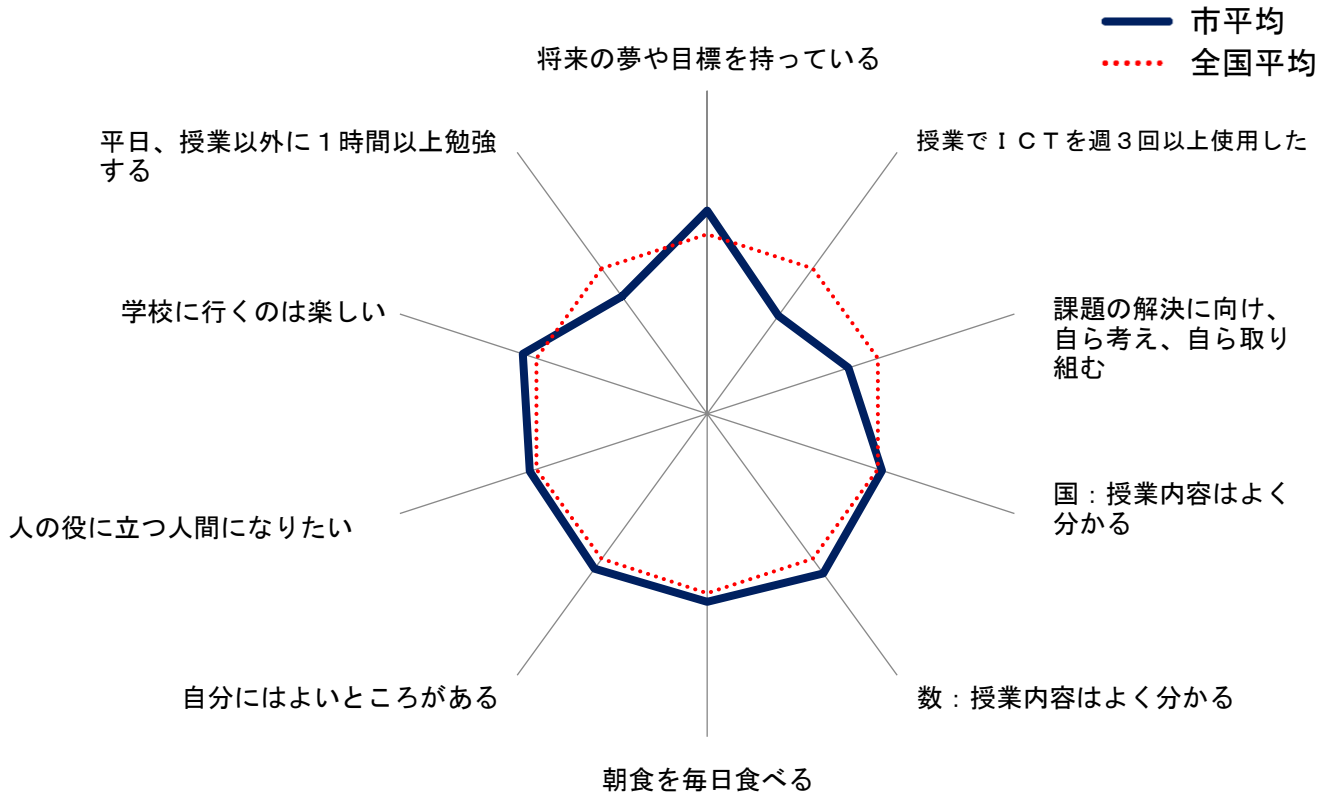 市平均
全国平均
将来の夢や目標を持っている
授業でＩＣＴを週３回以上使用した
課題の解決に向け、
自ら考え、自ら取り
組む
国：授業内容はよく
分かる
数：授業内容はよく分かる
朝食を毎日食べる
自分にはよいところがある
人の役に立つ人間になりたい
学校に行くのは楽しい
平日、授業以外に１時間以上勉強
する